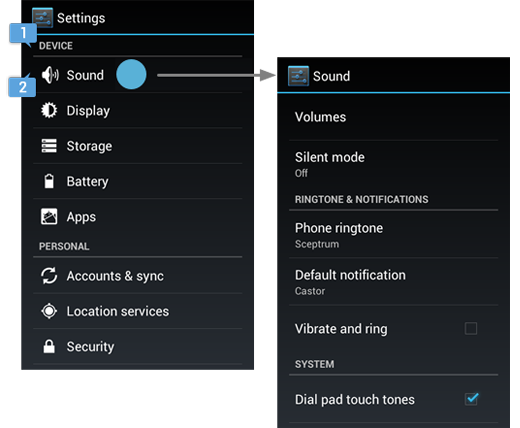 Settings
1
DEVICE
2
Sound
Display
Storage
Battery
Apps
PERSONAL
Accounts & sync
Location services
Security
Sound
Volumes
Silent mode
Off
RINGTONE & NOTIFICATIONS
Phone ringtone
Sceptrum
Default notification
Castor
Vibrate and ring
SYSTEM
Dial pad touch tones